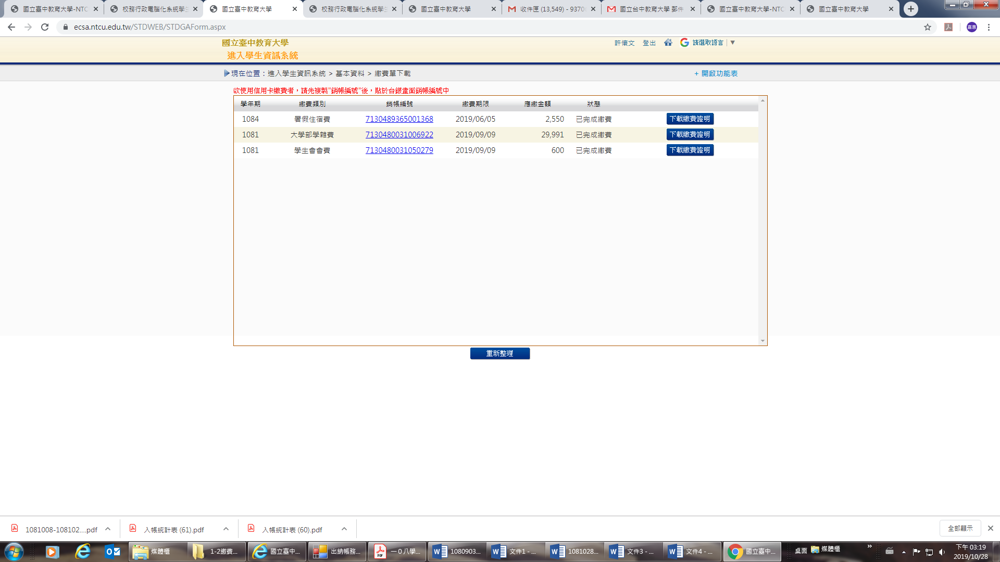 國立臺中教育大學-NTC 校務行政電腦化系統學生 國立臺中教育大學 校務行政電腦化系統學生 國立臺中教育大學 收件匣 (13,549) - 9370 國立台中教育大學 郵件 國立臺中教育大學-NTC 國立臺中教育大學
ecsa.ntcu.edu.tw/STDWEB/STDGAForm.aspx 嘉惠
國立臺中教育大學 許懷文 登出 G 請選取語言 ▼
進入學生資訊系統
現在位置：進入學生資訊系統 > 基本資料 > 繳費單下載 + 開啟功能表
欲使用信用卡繳費者，請先複製"銷帳編號"後，貼於台銀畫面銷帳編號中
學年期 繳費類別 銷帳編號 繳費期限 應繳金額 狀態
1084 暑假住宿費 7130489365001368 2019/06/05 2,550 已完成繳費 下載繳費證明
1081 大學部學雜費 7130480031006922 2019/09/09 29,991 已完成繳費 下載繳費證明
1081 學生會會費 7130480031050279 2019/09/09 600 已完成繳費 下載繳費證明
重新整理
1081008-108102....pdf 入帳統計表 (61).pdf 入帳統計表 (60).pdf 全部顯示
媒體櫃 1-2繳費... 國立臺中... 出納帳務... 一０八學... 1080903... 文件1 - ... 1081028... 文件3 - ... 文件4 - ... 國立臺中... 桌面 媒體櫃 » 下午 03:19
2019/10/28